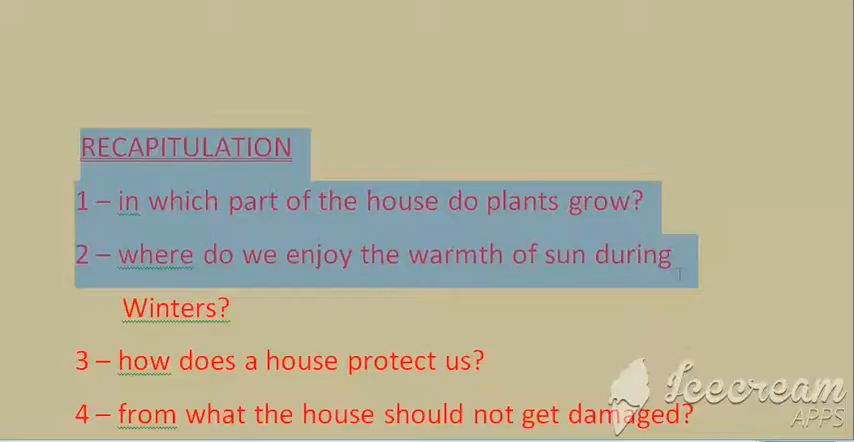 RECAPITULATION
1 – in which part of the house do plants grow?
2 – where do we enjoy the warmth of sun during
Winters?
3 – how does a house protect us?
4 – from what the house should not get damaged?
Icecream
APPS